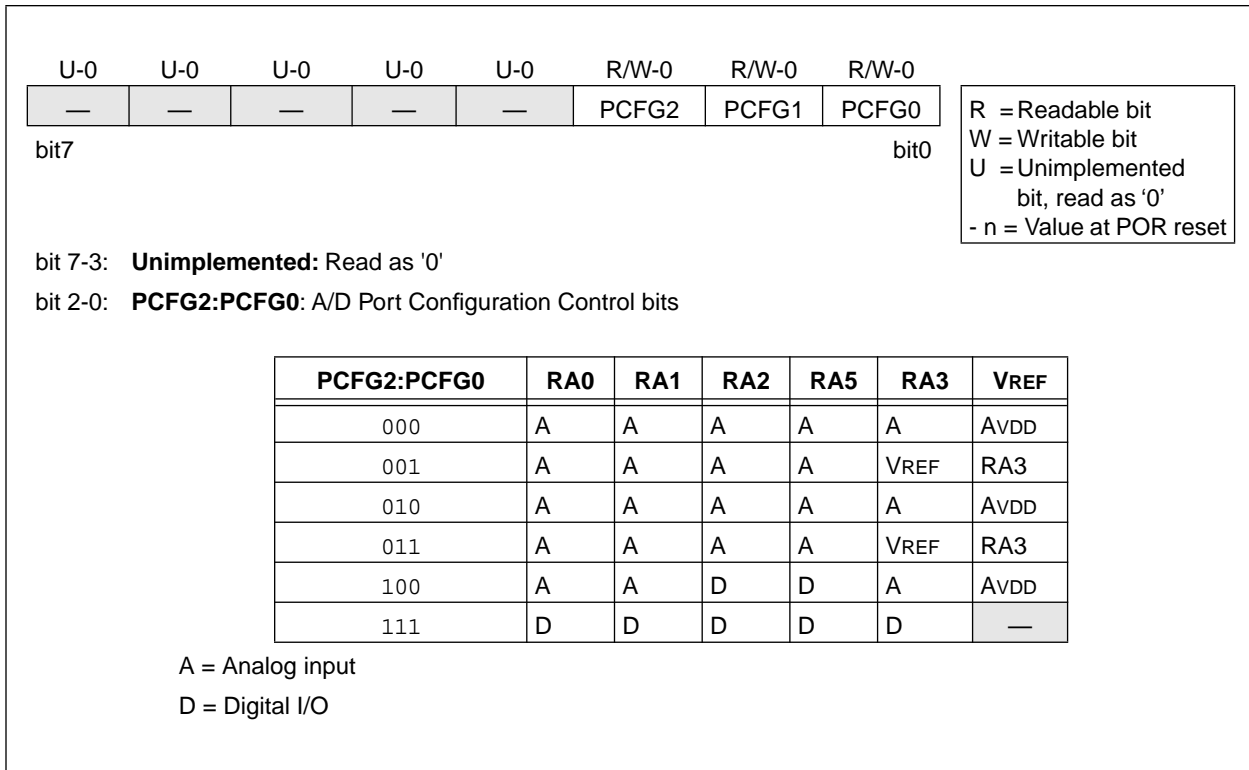 U-0 U-0 U-0 U-0 U-0 R/W-0 R/W-0 R/W-0
— — — — — PCFG2 PCFG1 PCFG0
bit7 bit0
R = Readable bit
W = Writable bit
U = Unimplemented
bit, read as ‘0’
- n = Value at POR reset
bit 7-3: Unimplemented: Read as '0'
bit 2-0: PCFG2:PCFG0: A/D Port Configuration Control bits
PCFG2:PCFG0 RA0 RA1 RA2 RA5 RA3 VREF
000 A A A A A AVDD
001 A A A A VREF RA3
010 A A A A A AVDD
011 A A A A VREF RA3
100 A A D D A AVDD
111 D D D D D —
A = Analog input
D = Digital I/O